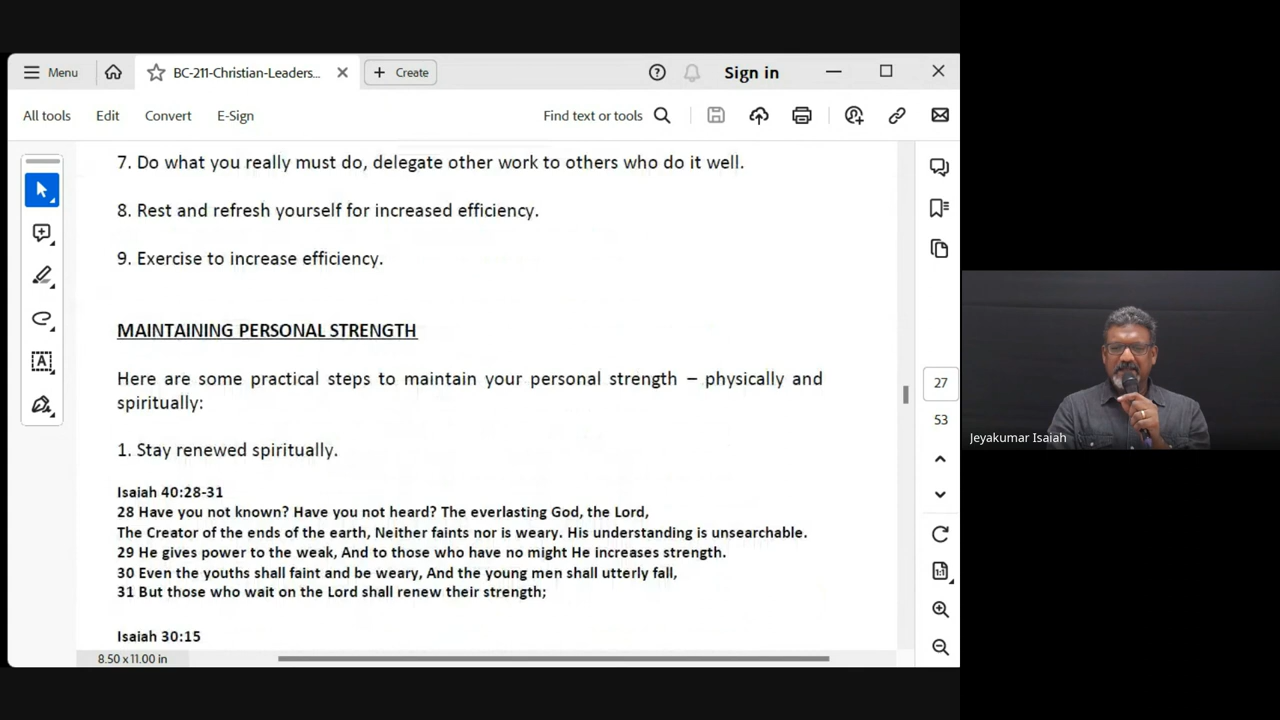 Menu
BC-211-Christian-Leaders...
Create
Sign in
All tools
Edit
Convert
E-Sign
Find text or tools
7. Do what you really must do, delegate other work to others who do it well.
8. Rest and refresh yourself for increased efficiency.
9. Exercise to increase efficiency.
MAINTAINING PERSONAL STRENGTH
Here are some practical steps to maintain your personal strength – physically and
spiritually:
1. Stay renewed spiritually.
Isaiah 40:28-31
28 Have you not known? Have you not heard? The everlasting God, the Lord,
The Creator of the ends of the earth, Neither faints nor is weary. His understanding is unsearchable.
29 He gives power to the weak, And to those who have no might He increases strength.
30 Even the youths shall faint and be weary, And the young men shall utterly fall,
31 But those who wait on the Lord shall renew their strength;
Isaiah 30:15
8.50 x 11.00 in
27
53
1:1
Jeyakumar Isaiah